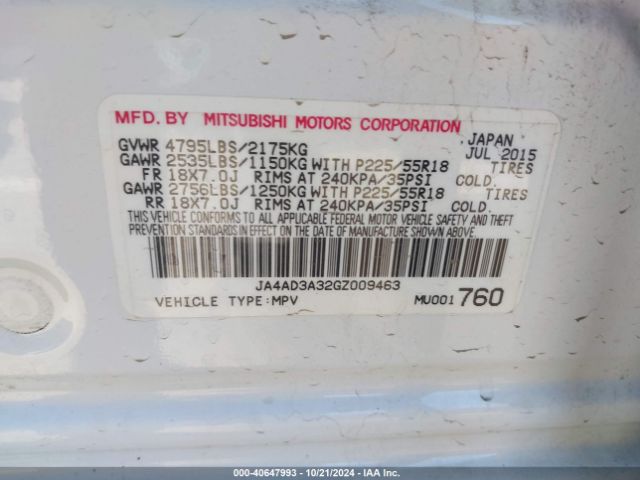 MFD. BY MITSUBISHI MOTORS CORPORATION
GVWR 4795LBS/2175KG JAPAN JUL 2015
GAWR 2535LBS/1150KG WITH P225/55R18 TIRES
FR 18X7.0J RIMS AT 240KPA/35PSI COLD.
GAWR 2756LBS/1250KG WITH P225/55R18 TIRES
RR 18X7.0J RIMS AT 240KPA/35PSI COLD.
THIS VEHICLE CONFORMS TO ALL APPLICABLE FEDERAL MOTOR VEHICLE SAFETY AND THEFT
PREVENTION STANDARDS IN EFFECT ON THE DATE OF MANUFACTURE SHOWN ABOVE.
JA4AD3A32GZ009463
VEHICLE TYPE:MPV MU001 760
000-40647993 - 10/21/2024 - IAA Inc.